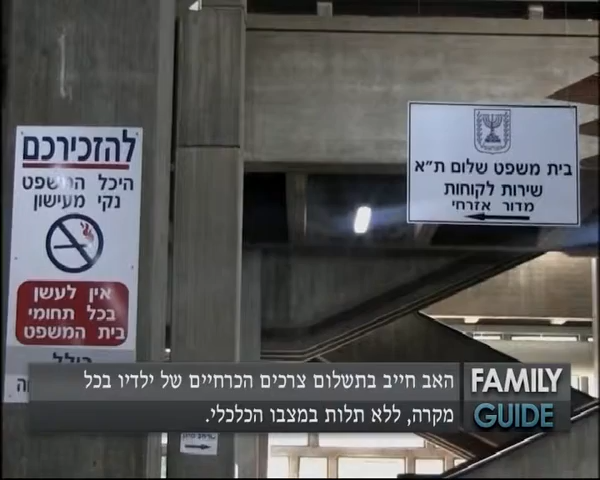 להזכירכם
היכל המשפט
נקי מעישון
אין לעשן
בכל תחומי
בית המשפט
בית משפט שלום ת"א
שירות לקוחות
מדור אזרחי
האב חייב בתשלום צרכים הכרחיים של ילדיו בכל
מקרה, ללא תלות במצבו הכלכלי.
FAMILY
GUIDE